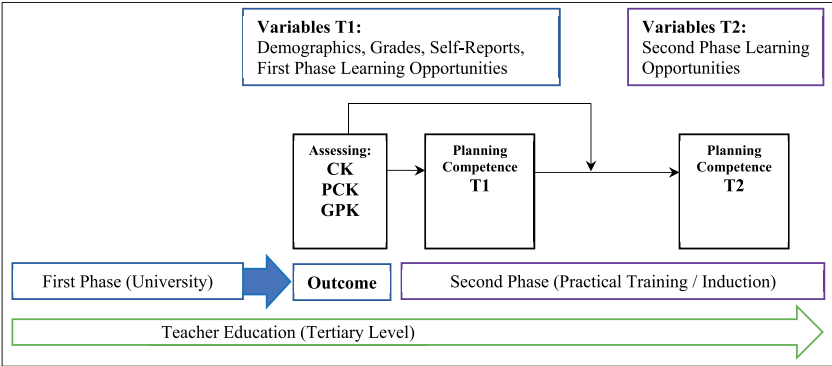 Variables T1:
Demographics, Grades, Self-Reports,
First Phase Learning Opportunities
Variables T2:
Second Phase Learning
Opportunities
Assessing:
CK
PCK
GPK
Planning
Competence
T1
Planning
Competence
T2
First Phase (University)
Outcome
Second Phase (Practical Training / Induction)
Teacher Education (Tertiary Level)